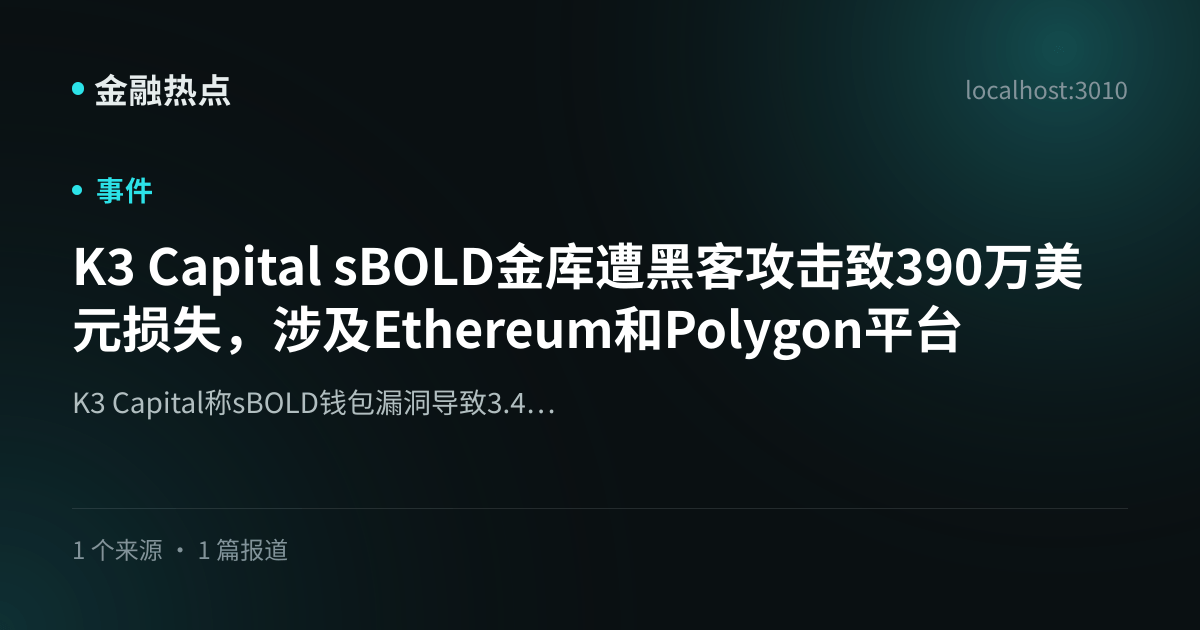 金融热点
localhost:3010
事件
K3 Capital sBOLD金库遭黑客攻击致390万美
元损失，涉及Ethereum和Polygon平台
K3 Capital称sBOLD钱包漏洞导致3.4…
1 个来源 · 1 篇报道